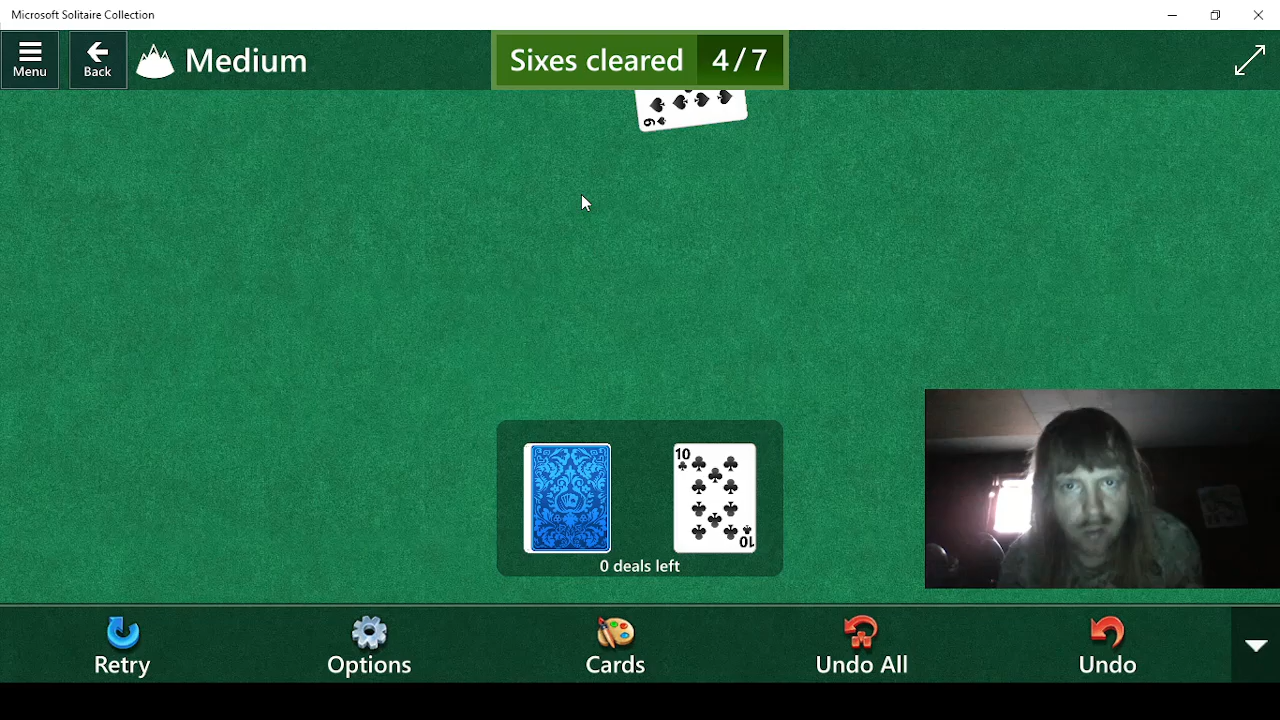 Microsoft Solitaire Collection
Menu
Back
Medium
Sixes cleared 4/7
9
10
10
0 deals left
Retry
Options
Cards
Undo All
Undo